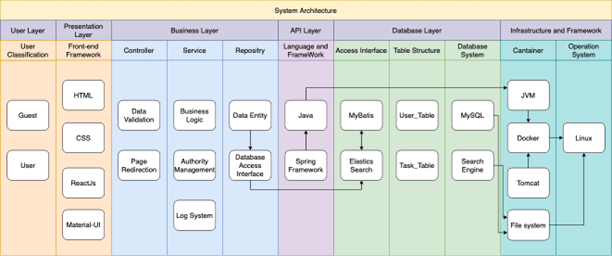 System Architecture
User Layer
Presentation
Layer
Business Layer
API Layer
Database Layer
Infrastructure and Framework
User
Classification
Front-end
Framework
Controller
Service
Repositry
Language and
FrameWork
Access Interface
Table Structure
Database
System
Cantainer
Operation
System
Guest
User
HTML
CSS
ReactJs
Material-UI
Data
Validation
Page
Redirection
Business
Logic
Authority
Management
Log System
Data Entity
Database
Access
Interface
Java
Spring
Framework
MyBatis
Elastics
Search
User_Table
Task_Table
MySQL
Search
Engine
JVM
Docker
Tomcat
File system
Linux